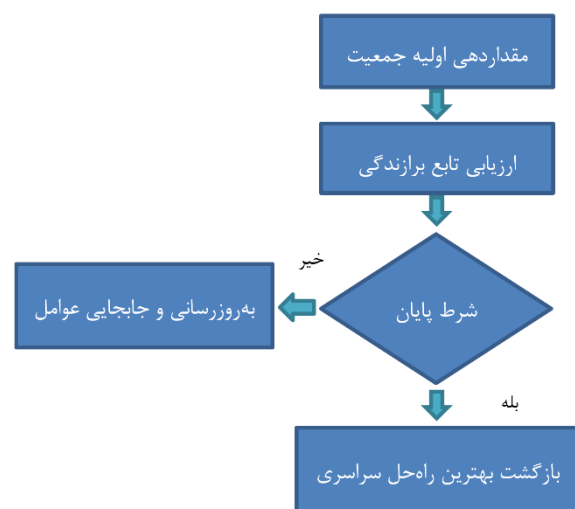 مقداردهی اولیه جمعیت
ارزیابی تابع برازندگی
خیر
شرط پایان
به‌روزرسانی و جابجایی عوامل
بله
بازگشت بهترین راه‌حل سراسری